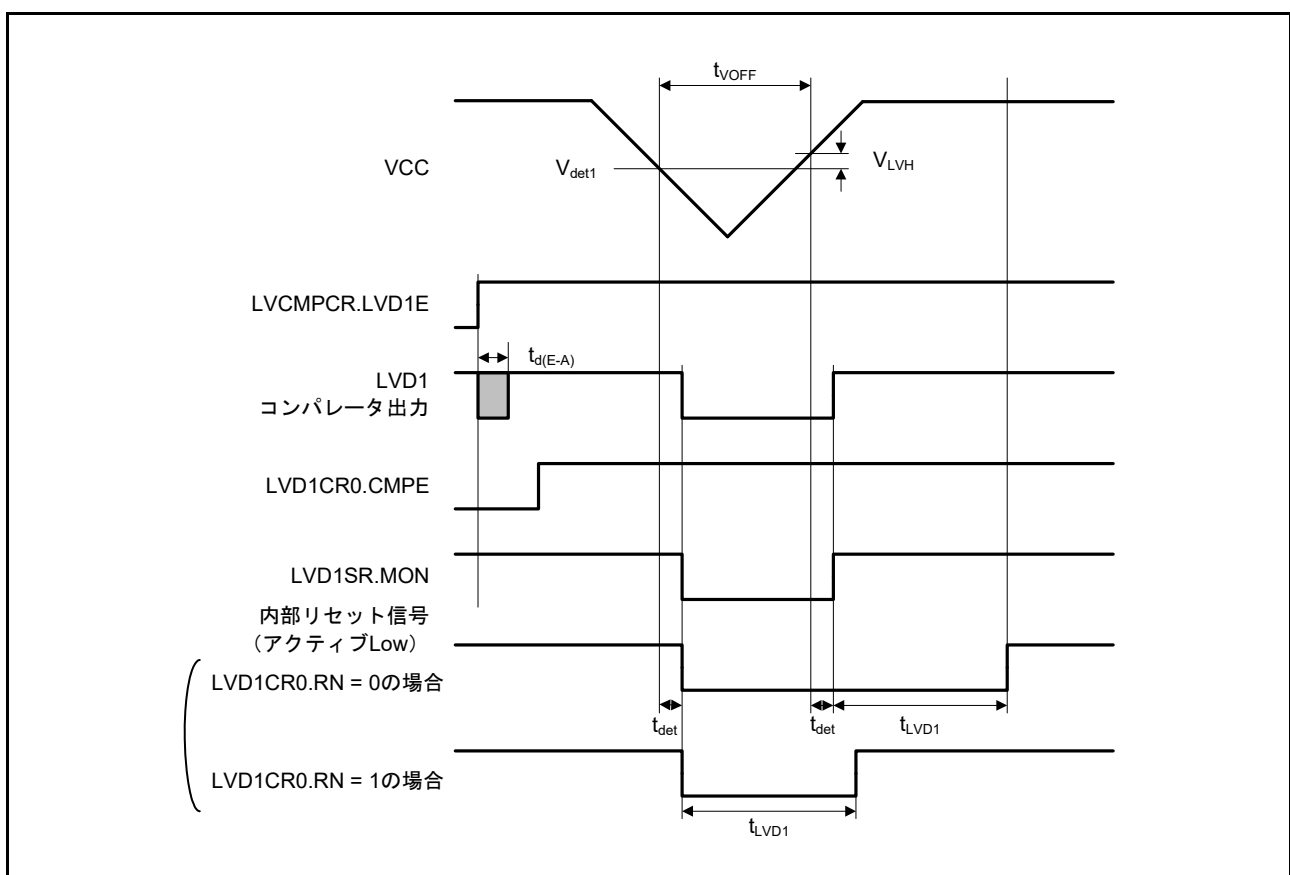 tVOFF
VCC
Vdet1
VLVH
LVCMPCR.LVD1E
td(E-A)
LVD1
コンパレータ出力
LVD1CR0.CMPE
LVD1SR.MON
内部リセット信号
（アクティブLow）
LVD1CR0.RN = 0の場合
tdet
tdet
tLVD1
LVD1CR0.RN = 1の場合
tLVD1